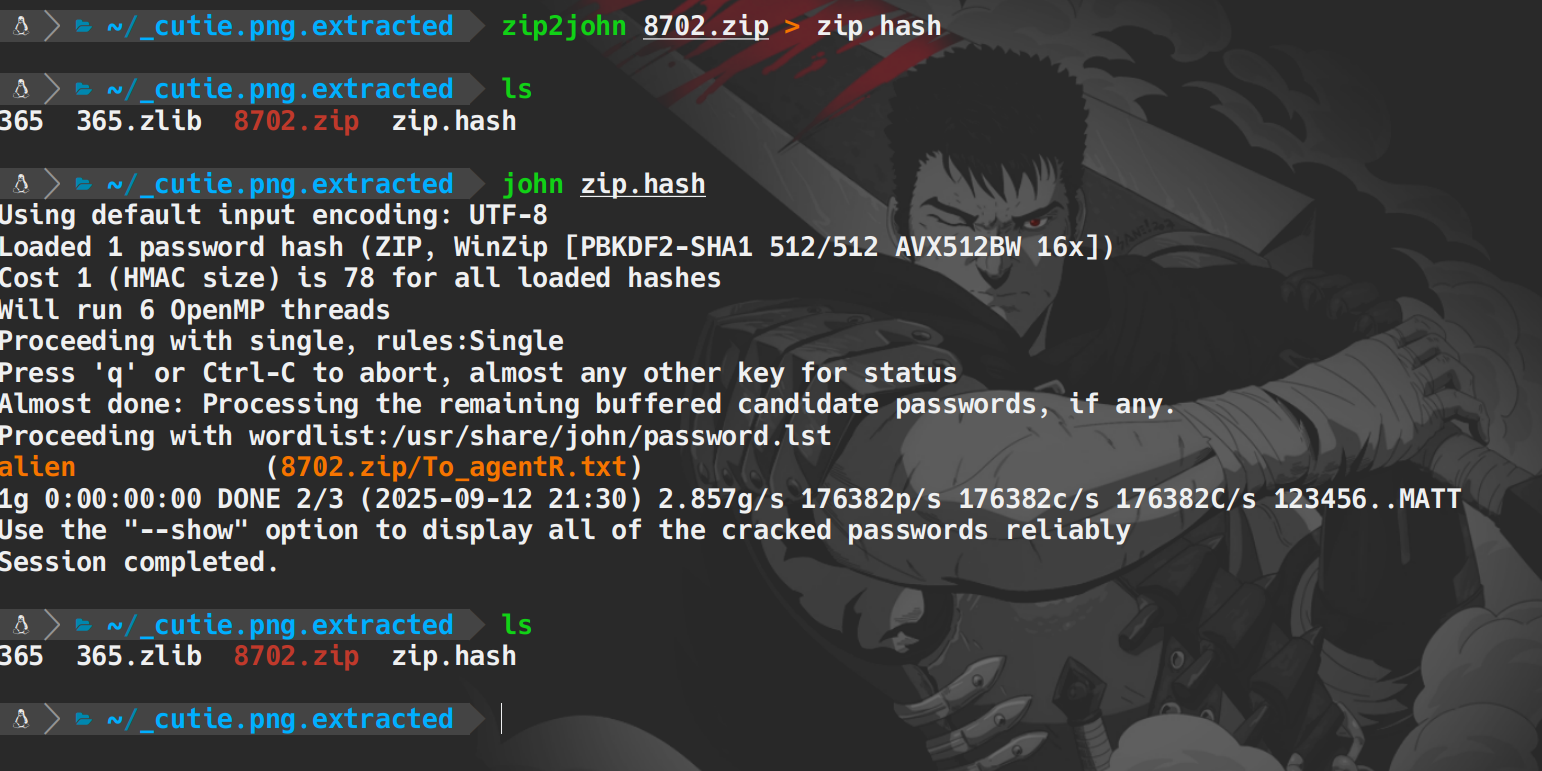 ~/_cutie.png.extracted zip2john 8702.zip > zip.hash
~/_cutie.png.extracted ls
365  365.zlib  8702.zip  zip.hash
~/_cutie.png.extracted john zip.hash
Using default input encoding: UTF-8
Loaded 1 password hash (ZIP, WinZip [PBKDF2-SHA1 512/512 AVX512BW 16x])
Cost 1 (HMAC size) is 78 for all loaded hashes
Will run 6 OpenMP threads
Proceeding with single, rules:Single
Press 'q' or Ctrl-C to abort, almost any other key for status
Almost done: Processing the remaining buffered candidate passwords, if any.
Proceeding with wordlist:/usr/share/john/password.lst
alien            (8702.zip/To_agentR.txt)
1g 0:00:00:00 DONE 2/3 (2025-09-12 21:30) 2.857g/s 176382p/s 176382c/s 176382C/s 123456..MATT
Use the "--show" option to display all of the cracked passwords reliably
Session completed.
~/_cutie.png.extracted ls
365  365.zlib  8702.zip  zip.hash
~/_cutie.png.extracted